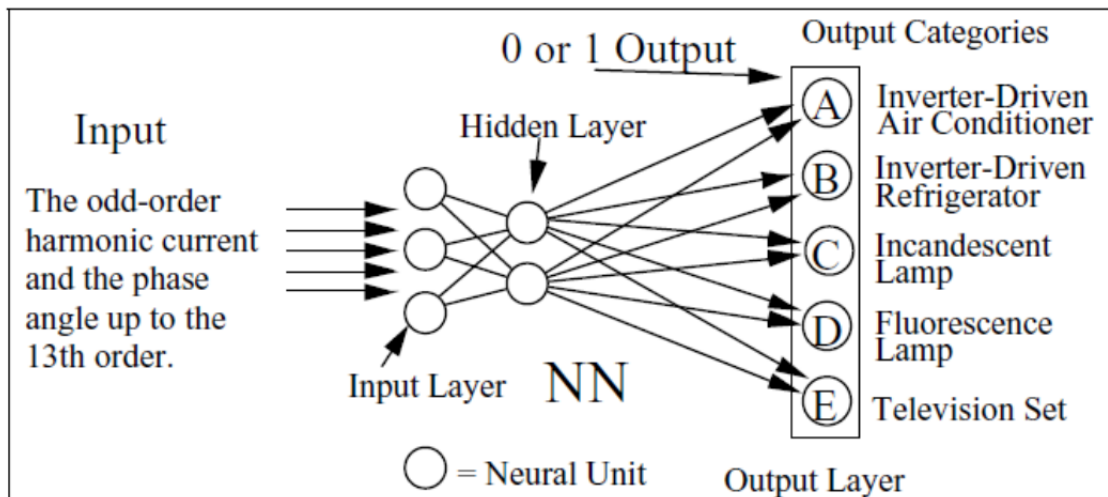 0 or 1 Output
Output Categories
Input
Hidden Layer
The odd-order
harmonic current
and the phase
angle up to the
13th order.
Input Layer
NN
= Neural Unit
A
Inverter-Driven
Air Conditioner
B
Inverter-Driven
Refrigerator
C
Incandescent
Lamp
D
Fluorescence
Lamp
E
Television Set
Output Layer